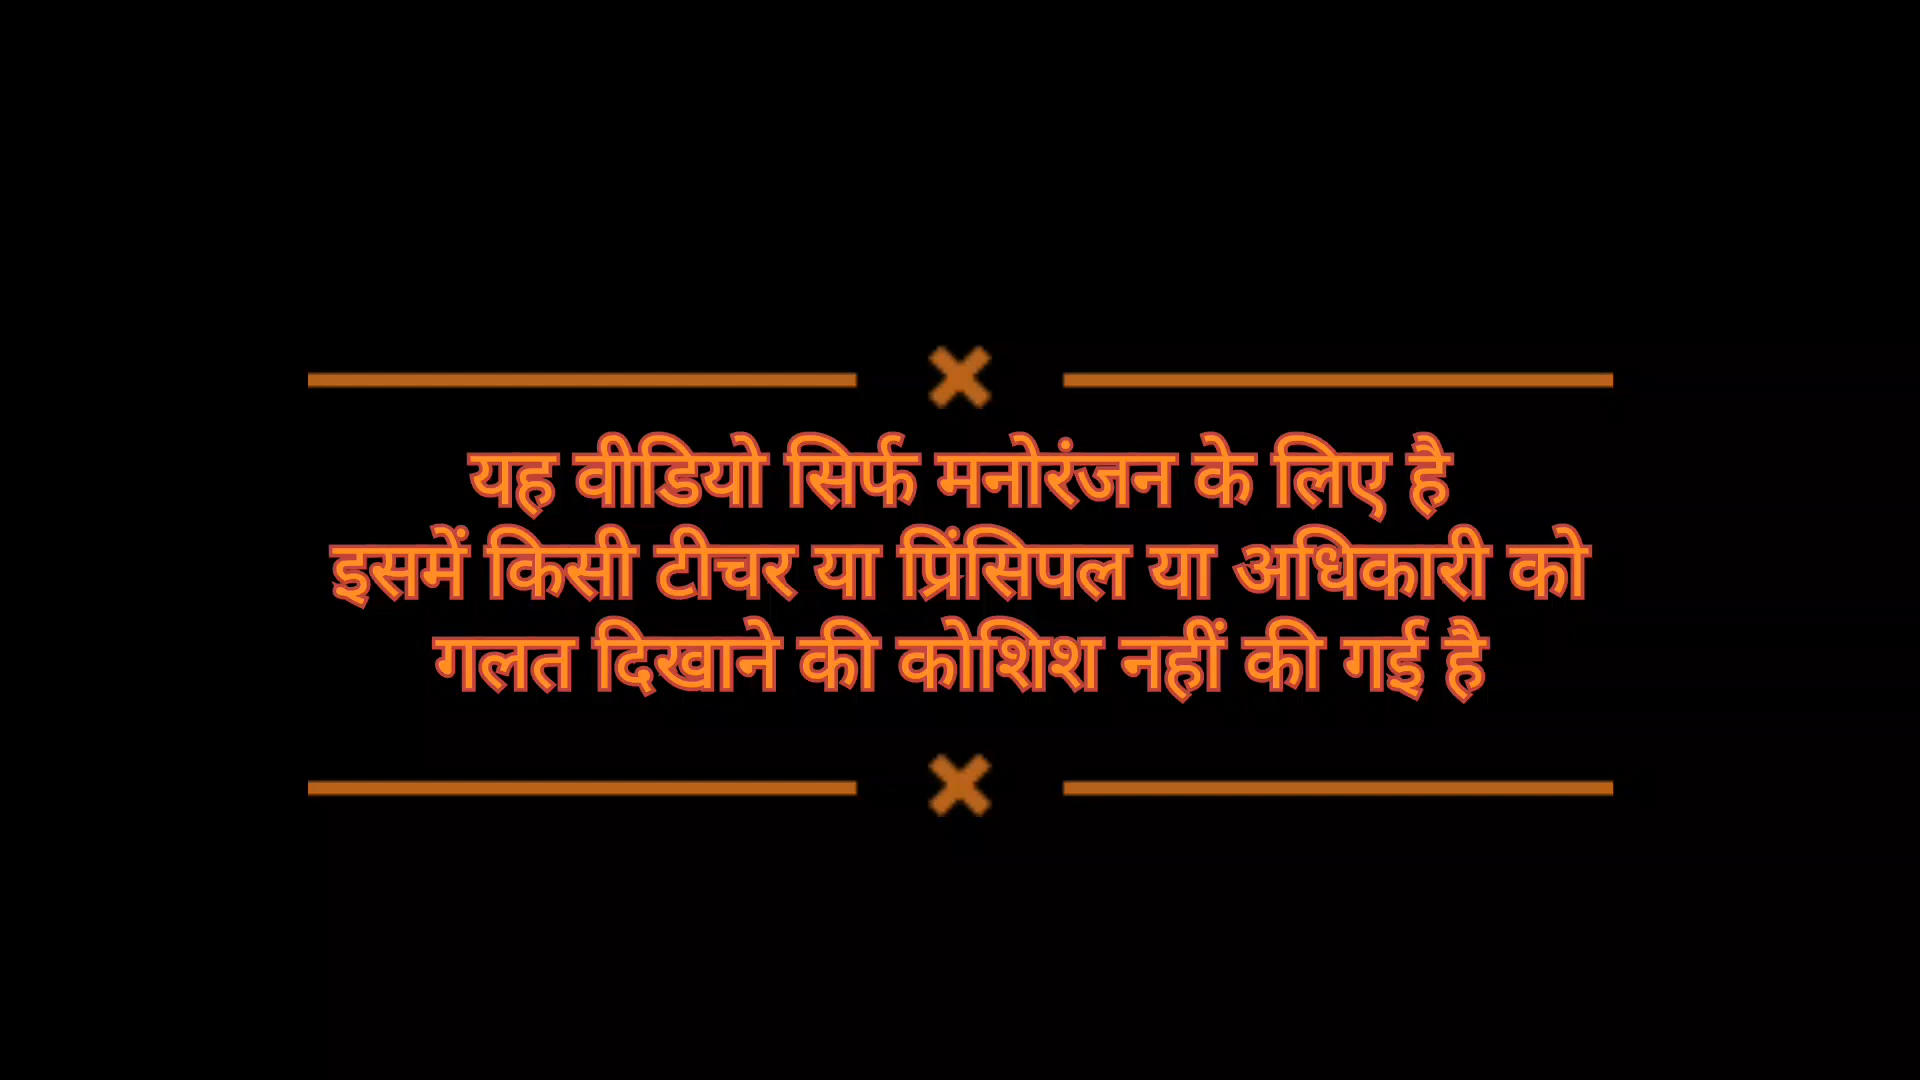 यह वीडियो सिर्फ मनोरंजन के लिए है
इसमें किसी टीचर या प्रिंसिपल या अधिकारी को
गलत दिखाने की कोशिश नहीं की गई है